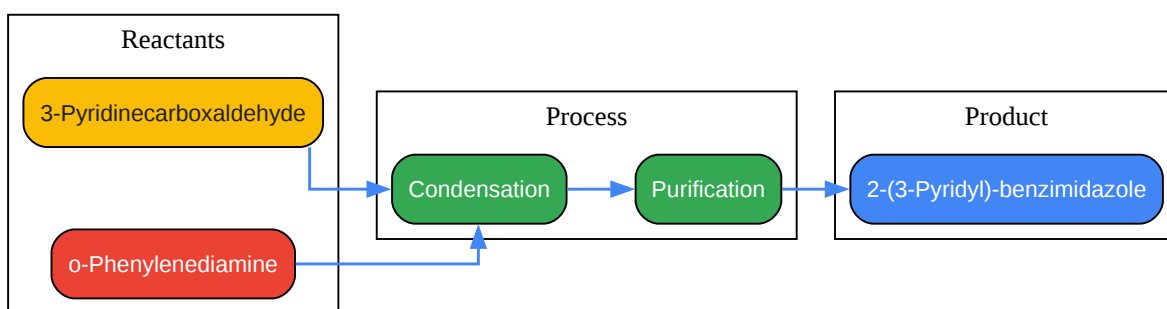 Reactants
3-Pyridinecarboxaldehyde
o-Phenylenediamine
Process
Condensation
Purification
Product
2-(3-Pyridyl)-benzimidazole